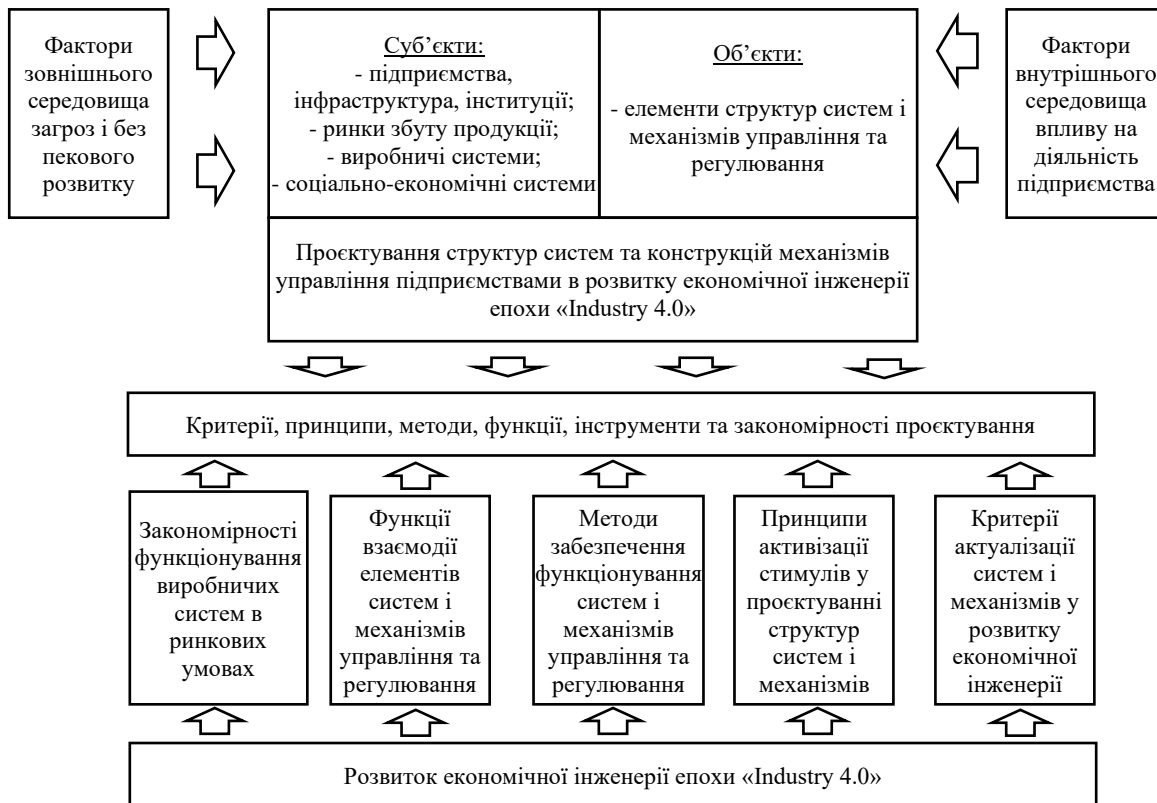 Фактори
зовнішнього
середовища
загроз і без
пекового
розвитку
Суб’єкти:
- підприємства,
інфраструктура, інституції;
- ринки збуту продукції;
- виробничі системи;
- соціально-економічні системи
Об’єкти:
- елементи структур систем і
механізмів управління та
регулювання
Фактори
внутрішнього
середовища
впливу на
діяльність
підприємства
Проєктування структур систем та конструкцій механізмів
управління підприємствами в розвитку економічної інженерії
епохи «Industry 4.0»
Критерії, принципи, методи, функції, інструменти та закономірності проєктування
Закономірності
функціонування
виробничих
систем в
ринкових
умовах
Функції
взаємодії
елементів
систем і
механізмів
управління та
регулювання
Методи
забезпечення
функціонування
систем і
механізмів
управління та
регулювання
Принципи
активізації
стимулів у
проєктуванні
структур
систем і
механізмів
Критерії
актуалізації
систем і
механізмів у
розвитку
економічної
інженерії
Розвиток економічної інженерії епохи «Industry 4.0»